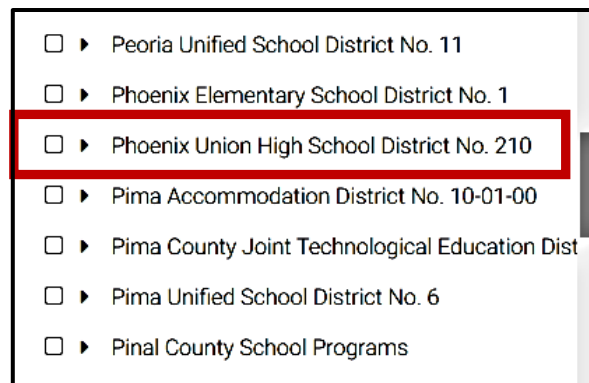 Peoria Unified School District No. 11
Phoenix Elementary School District No. 1
Phoenix Union High School District No. 210
Pima Accommodation District No. 10-01-00
Pima County Joint Technological Education Dist
Pima Unified School District No. 6
Pinal County School Programs